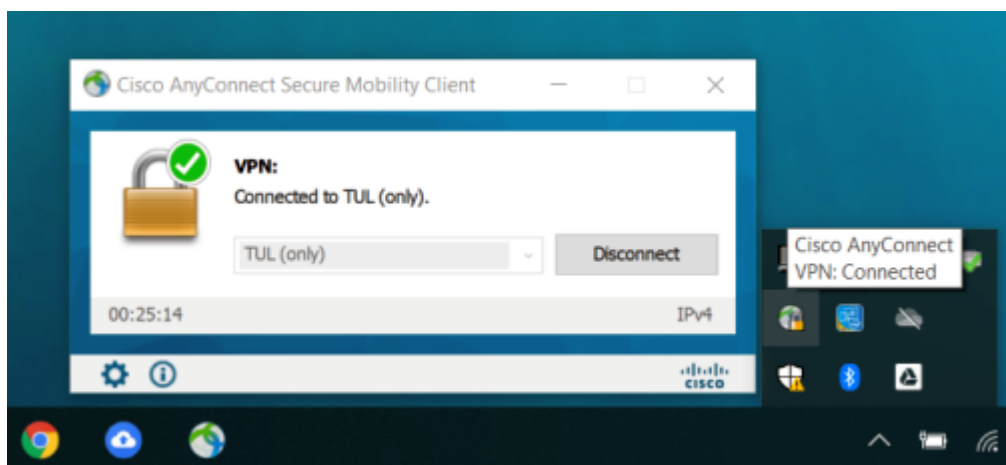 Cisco AnyConnect Secure Mobility Client
VPN:
Connected to TUL (only).
TUL (only)
Disconnect
00:25:14
IPv4
CISCO
Cisco AnyConnect
VPN: Connected